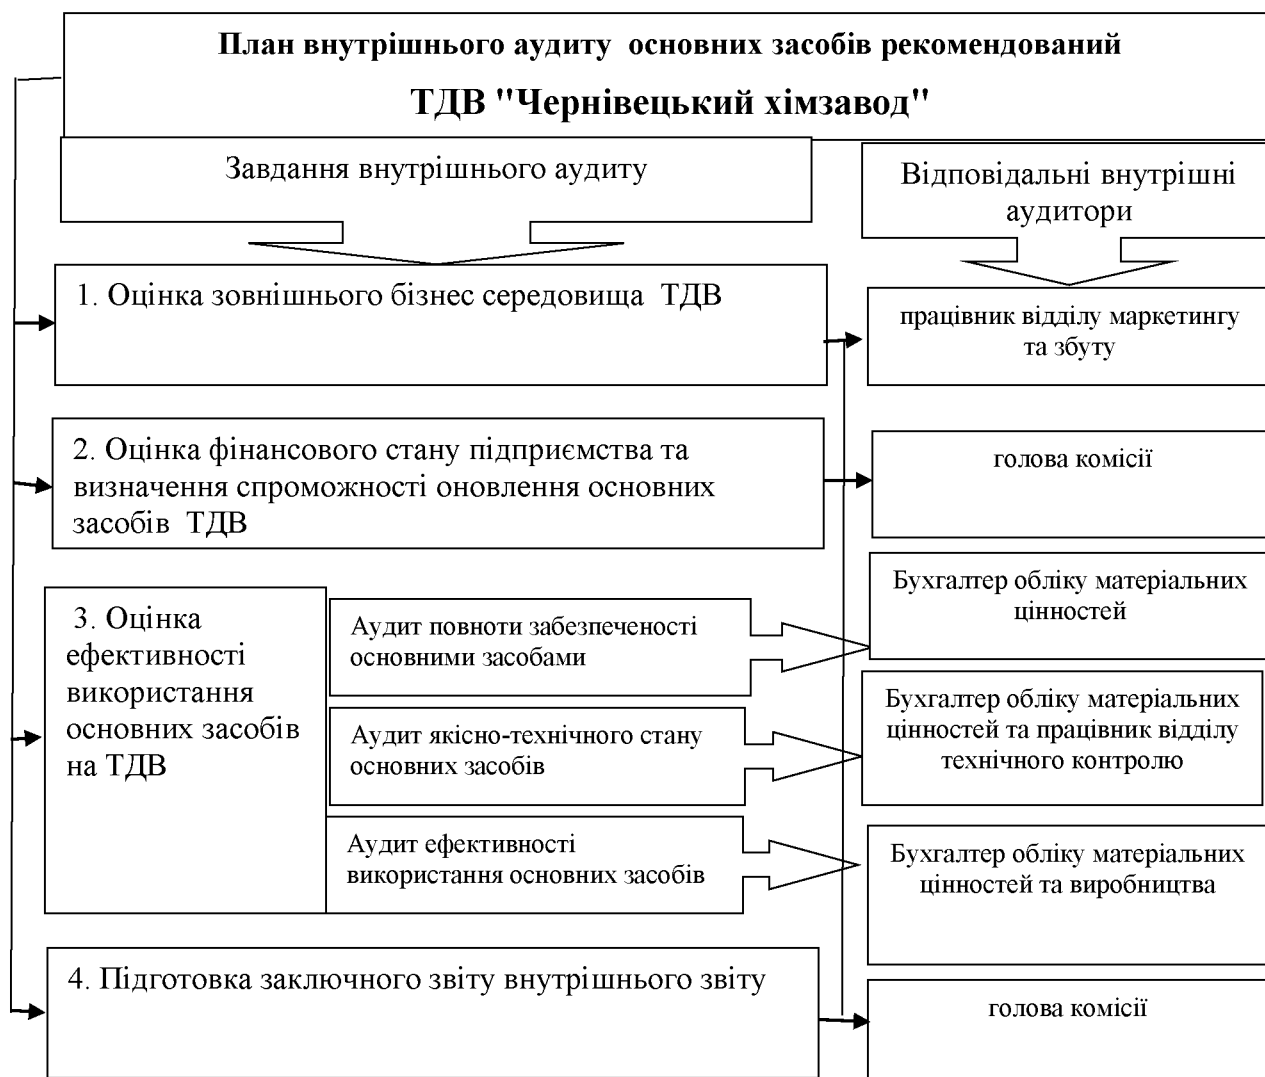 План внутрішнього аудиту основних засобів рекомендований
ТДВ "Чернівецький хімзавод"
Завдання внутрішнього аудиту
Відповідальні внутрішні
аудитори
1. Оцінка зовнішнього бізнес середовища ТДВ
працівник відділу маркетингу
та збуту
2. Оцінка фінансового стану підприємства та
визначення спроможності оновлення основних
засобів ТДВ
голова комісії
3. Оцінка
ефективності
використання
основних засобів
на ТДВ
Аудит повноти забезпеченості
основними засобами
Бухгалтер обліку матеріальних
цінностей
Аудит якісно-технічного стану
основних засобів
Бухгалтер обліку матеріальних
цінностей та працівник відділу
технічного контролю
Аудит ефективності
використання основних засобів
Бухгалтер обліку матеріальних
цінностей та виробництва
4. Підготовка заключного звіту внутрішнього звіту
голова комісії